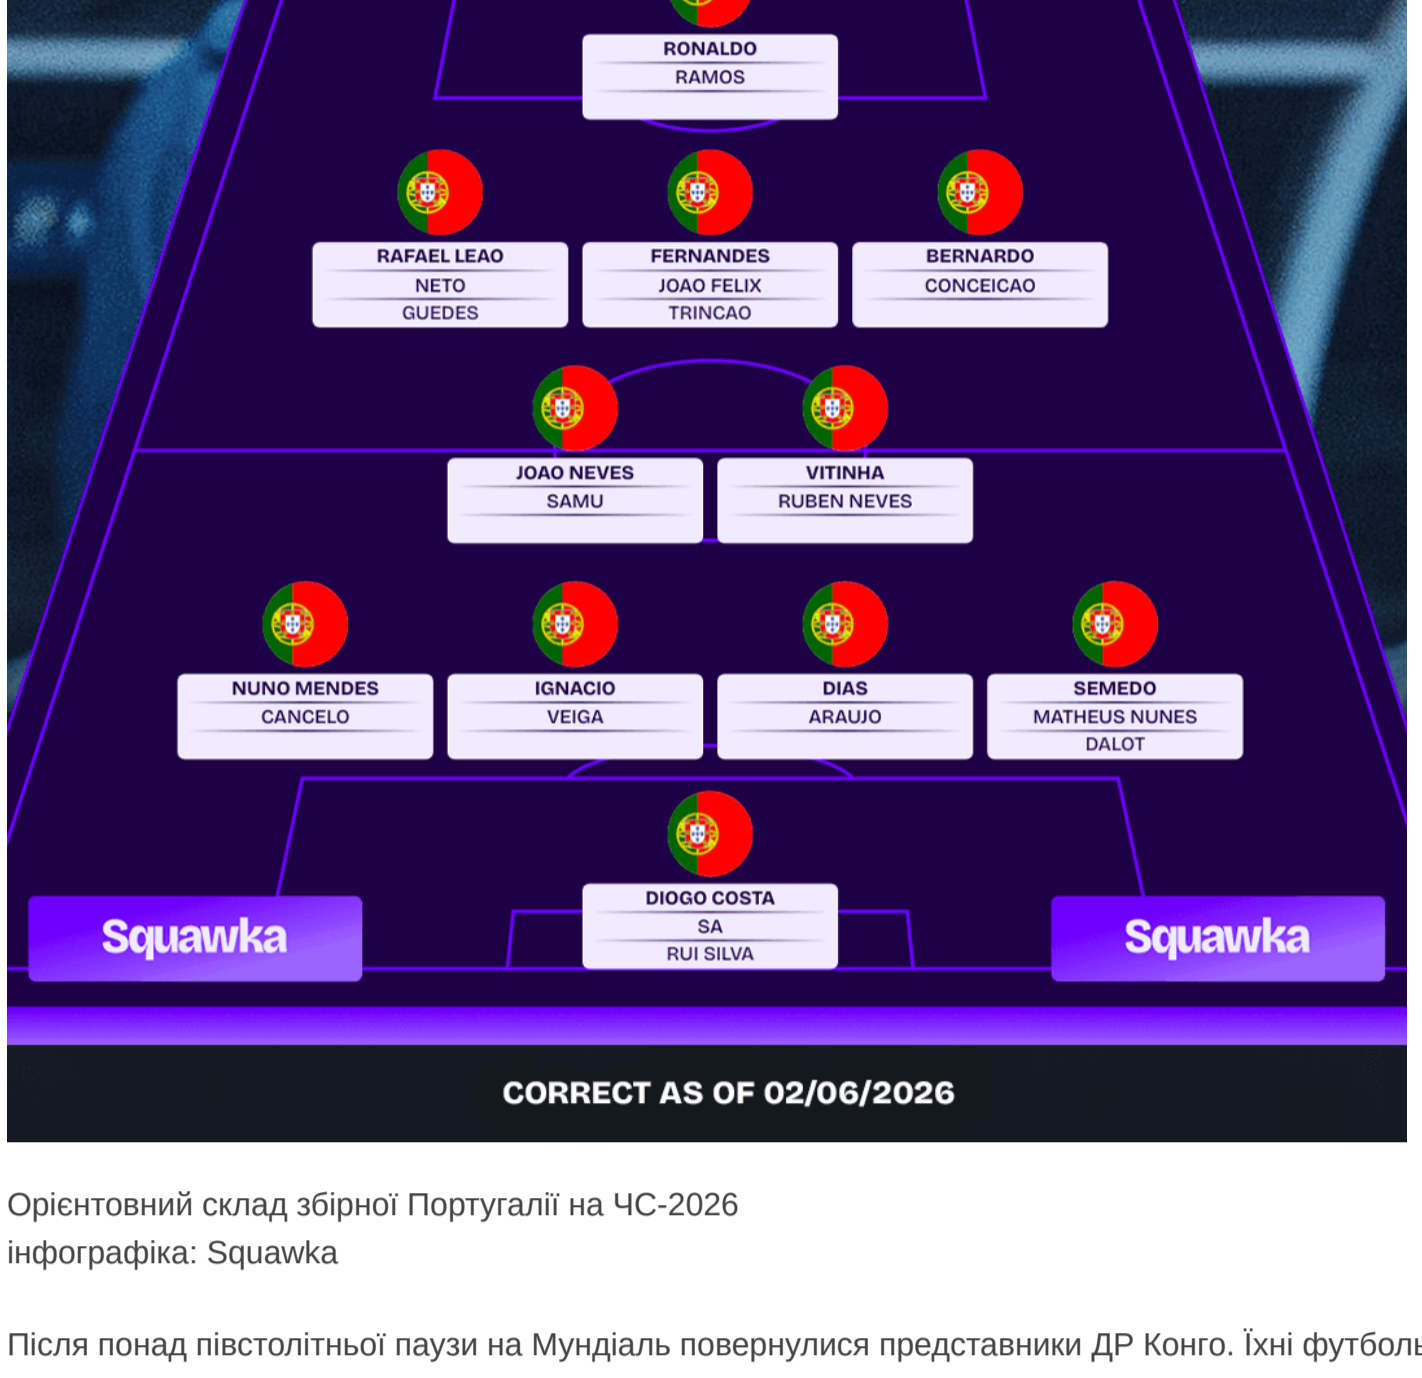 RONALDO
RAMOS
RAFAEL LEAO
NETO
GUEDES
FERNANDES
JOAO FELIX
TRINCAO
BERNARDO
CONCEICAO
JOAO NEVES
SAMU
VITINHA
RUBEN NEVES
NUNO MENDES
CANCELO
IGNACIO
VEIGA
DIAS
ARAUJO
SEMEDO
MATHEUS NUNES
DALOT
DIOGO COSTA
SA
RUI SILVA
Squawka
Squawka
CORRECT AS OF 02/06/2026
Орієнтовний склад збірної Португалії на ЧС-2026
інфографіка: Squawka
Після понад півстолітньої паузи на Мундіаль повернулися представники ДР Конго. Їхні футболь